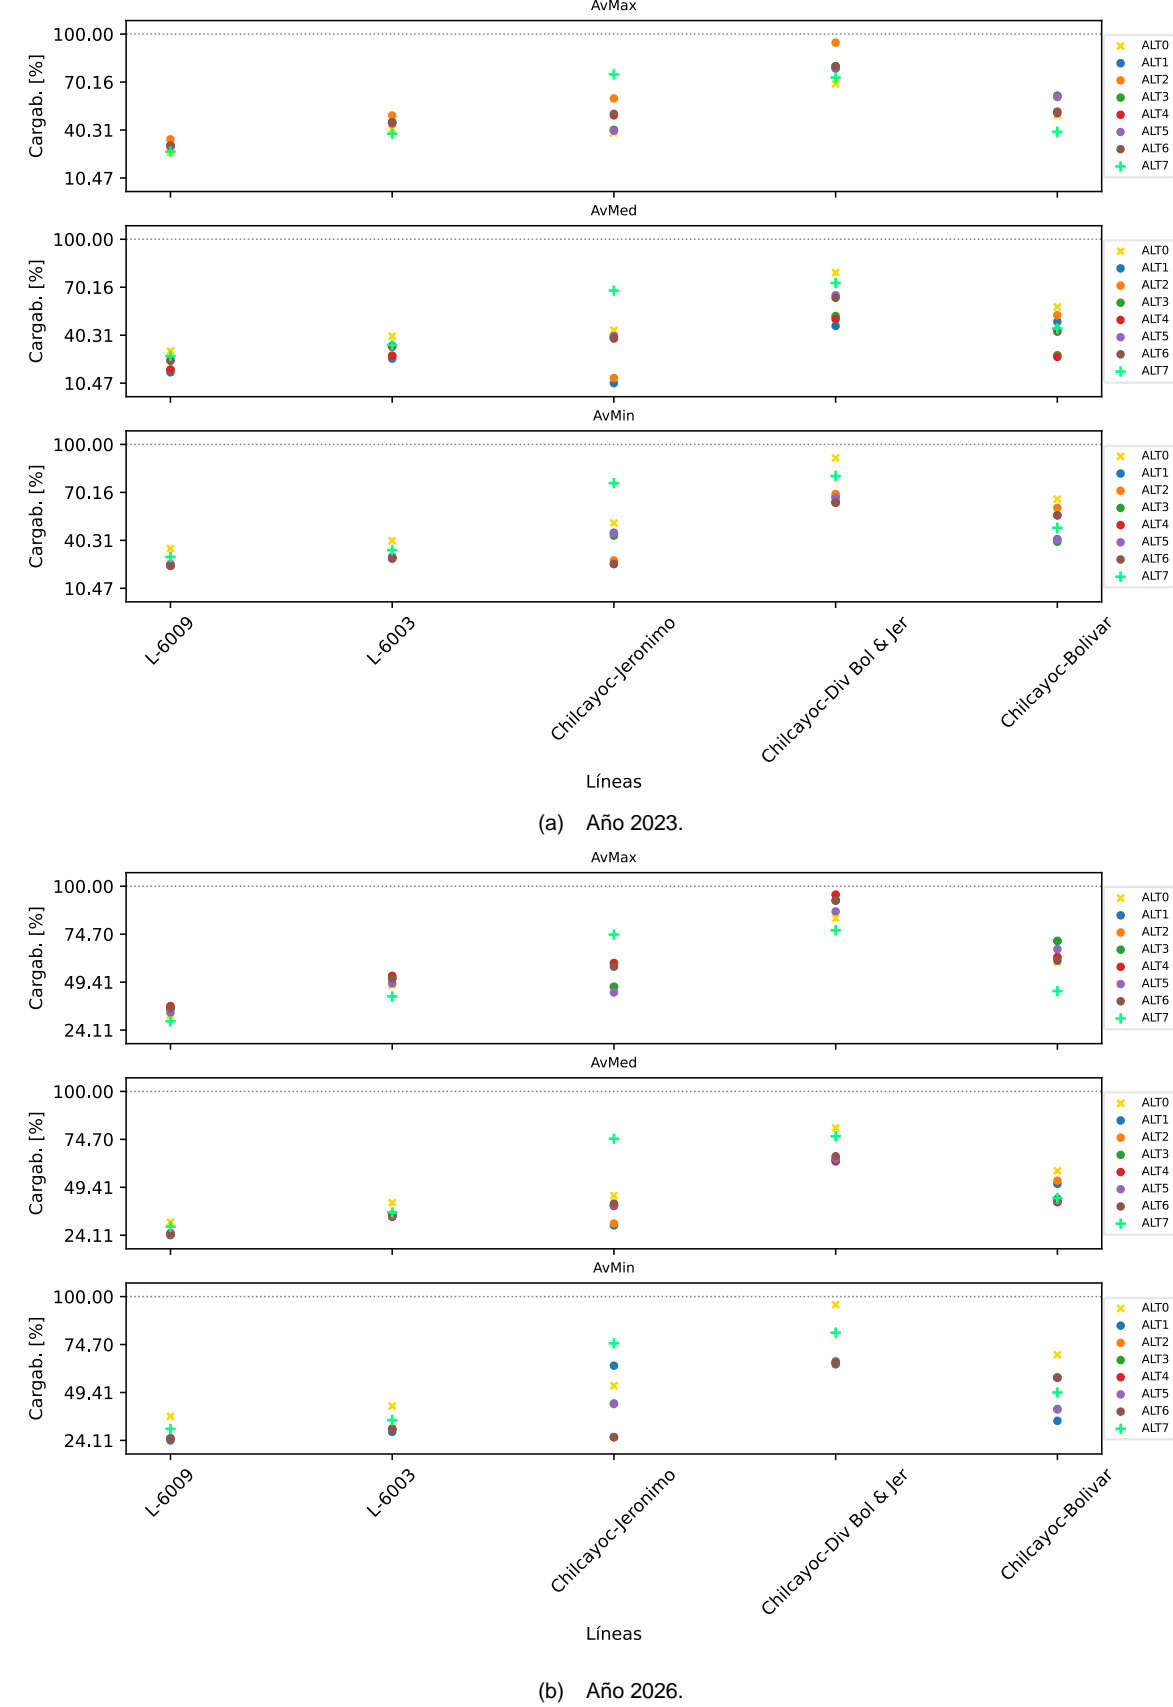 AvMax
Cargab. [%]
100.00
70.16
40.31
10.47
ALT0
ALT1
ALT2
ALT3
ALT4
ALT5
ALT6
ALT7
AvMed
Cargab. [%]
100.00
70.16
40.31
10.47
ALT0
ALT1
ALT2
ALT3
ALT4
ALT5
ALT6
ALT7
AvMin
Cargab. [%]
100.00
70.16
40.31
10.47
ALT0
ALT1
ALT2
ALT3
ALT4
ALT5
ALT6
ALT7
L-6009
L-6003
Chilcayoc-Jeronimo
Chilcayoc-Div Bol & Jer
Chilcayoc-Bolivar
Líneas
(a) Año 2023.
AvMax
Cargab. [%]
100.00
74.70
49.41
24.11
ALT0
ALT1
ALT2
ALT3
ALT4
ALT5
ALT6
ALT7
AvMed
Cargab. [%]
100.00
74.70
49.41
24.11
ALT0
ALT1
ALT2
ALT3
ALT4
ALT5
ALT6
ALT7
AvMin
Cargab. [%]
100.00
74.70
49.41
24.11
ALT0
ALT1
ALT2
ALT3
ALT4
ALT5
ALT6
ALT7
L-6009
L-6003
Chilcayoc-Jeronimo
Chilcayoc-Div Bol & Jer
Chilcayoc-Bolivar
Líneas
(b) Año 2026.